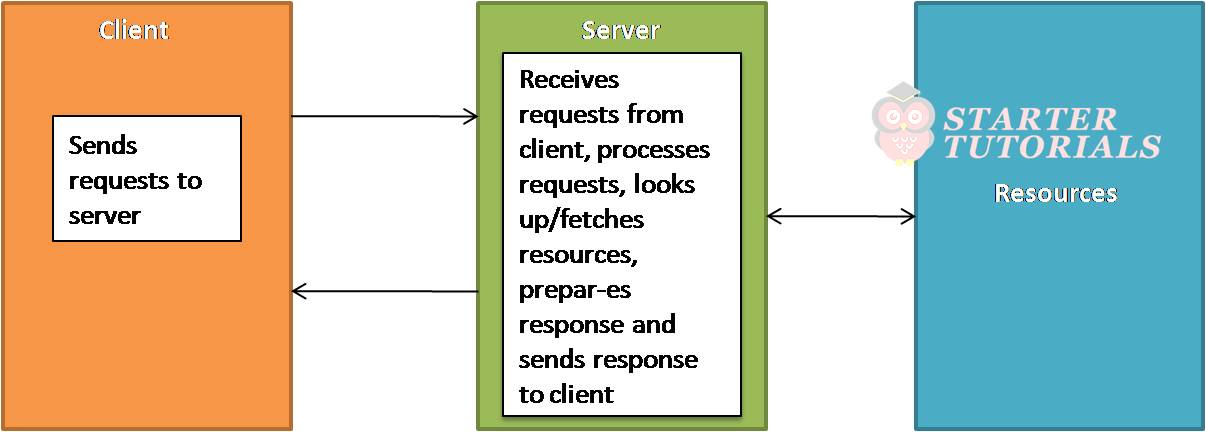 Client
Sends
requests to
server
Server
Receives
requests from
client, processes
requests, looks
up/fetches
resources,
prepar-es
response and
sends response
to client
STARTER
TUTORIALS
Resources